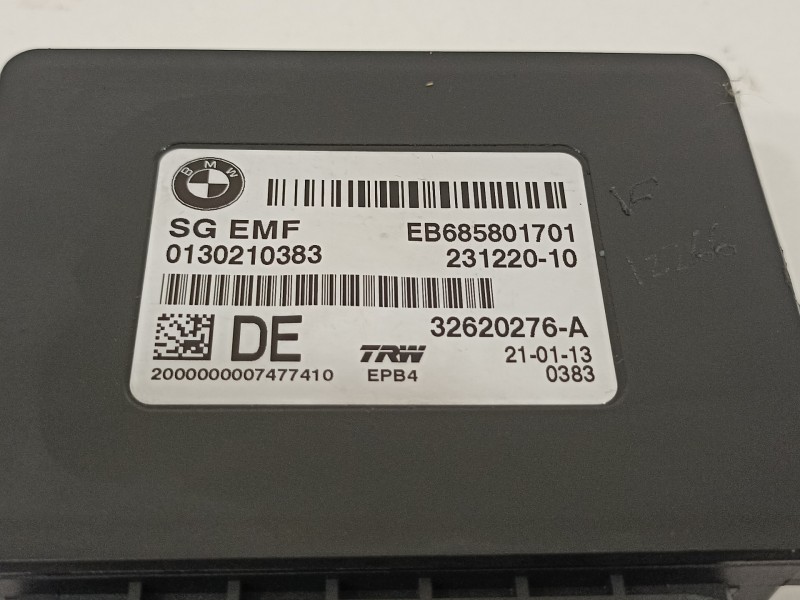 BMW
SG EMF
EB685801701
0130210383
231220-10
DE
TRW
32620276-A
21-01-13
2000000007477410
EPB4
0383